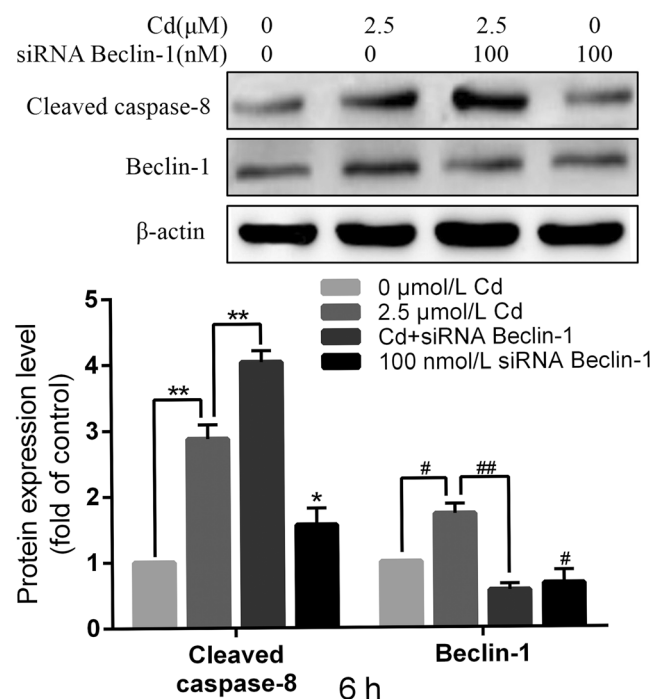 Cd(μM) 0 2.5 2.5 0
siRNA Beclin-1(nM) 0 0 100 100
Cleaved caspase-8
Beclin-1
β-actin
0 μmol/L Cd
2.5 μmol/L Cd
Cd+siRNA Beclin-1
100 nmol/L siRNA Beclin-1
Protein expression level
(fold of control)
5
4
3
2
1
0
**
**
*
#
##
#
Cleaved
caspase-8
Beclin-1
6 h